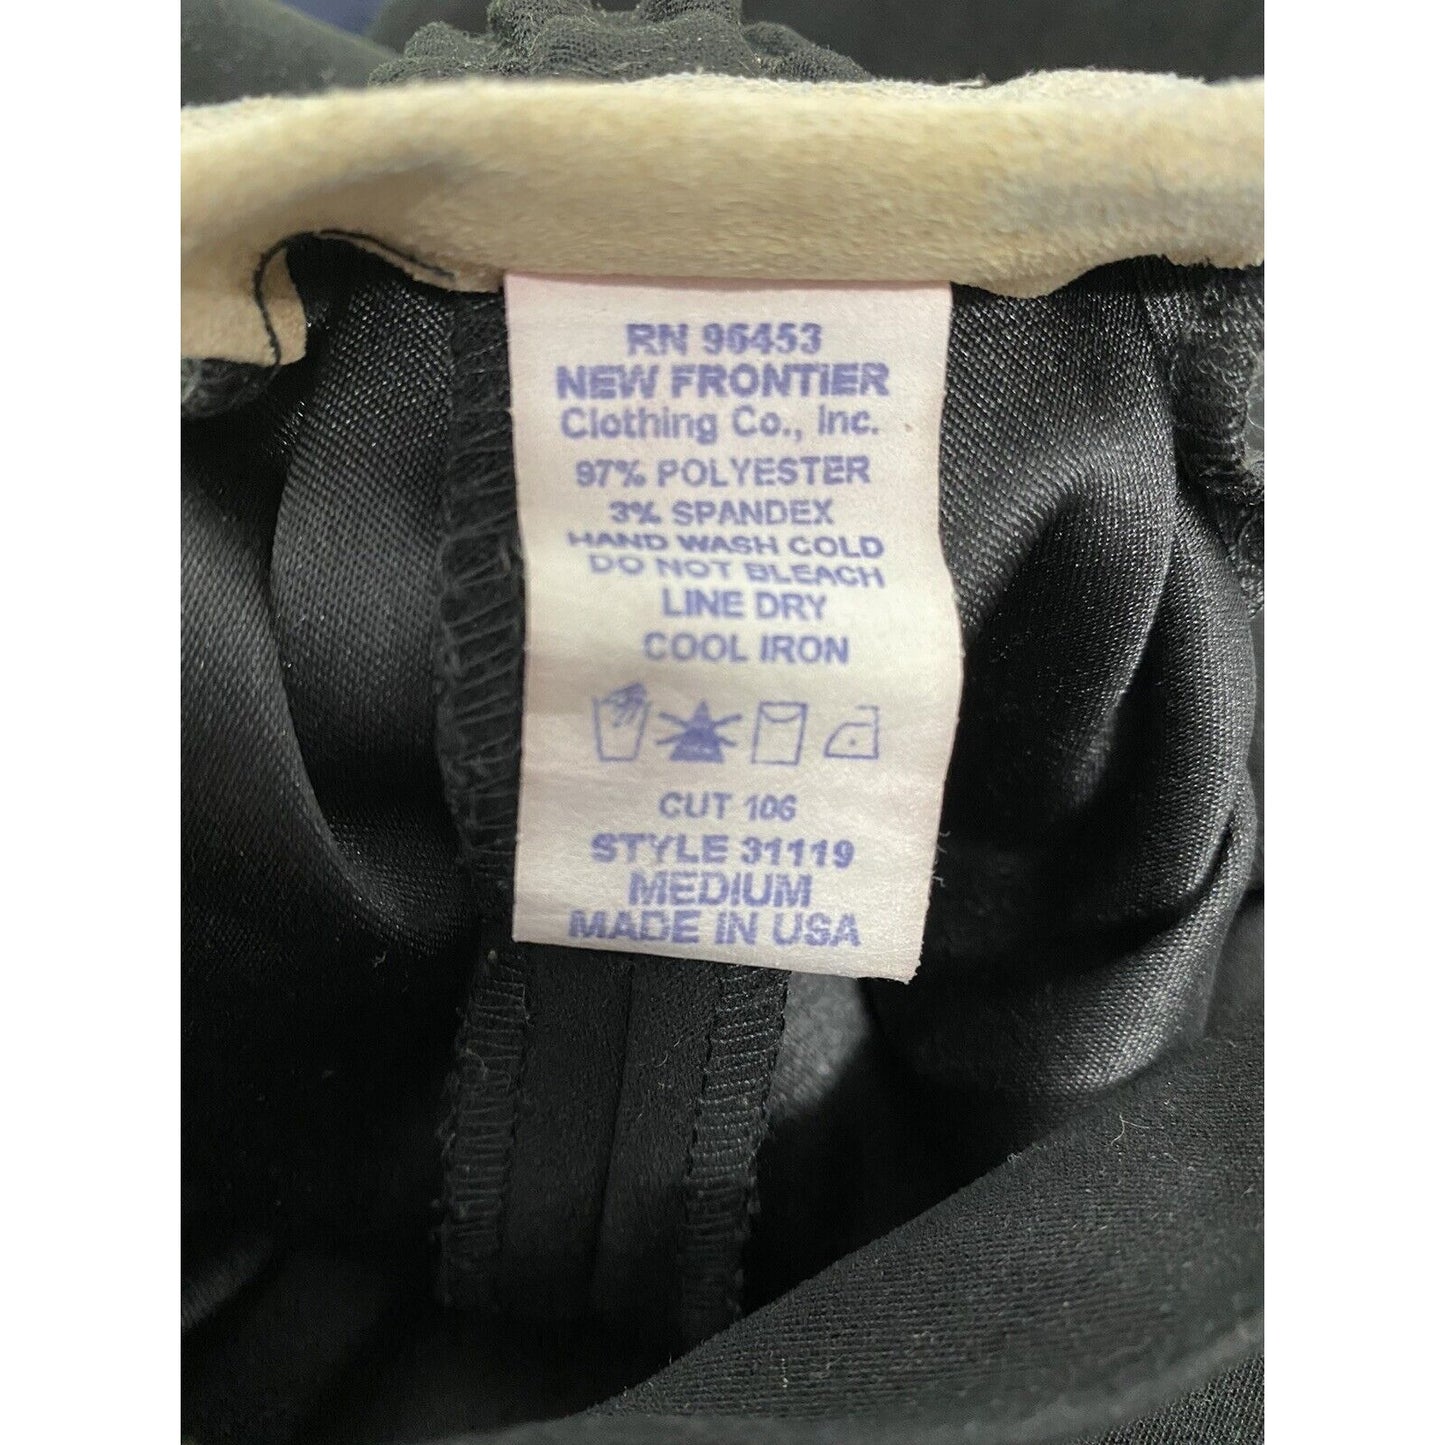 RN 96453
NEW FRONTIER
Clothing Co., Inc.
97% POLYESTER
3% SPANDEX
HAND WASH COLD
DO NOT BLEACH
LINE DRY
COOL IRON
CUT 106
STYLE 31119
MEDIUM
MADE IN USA